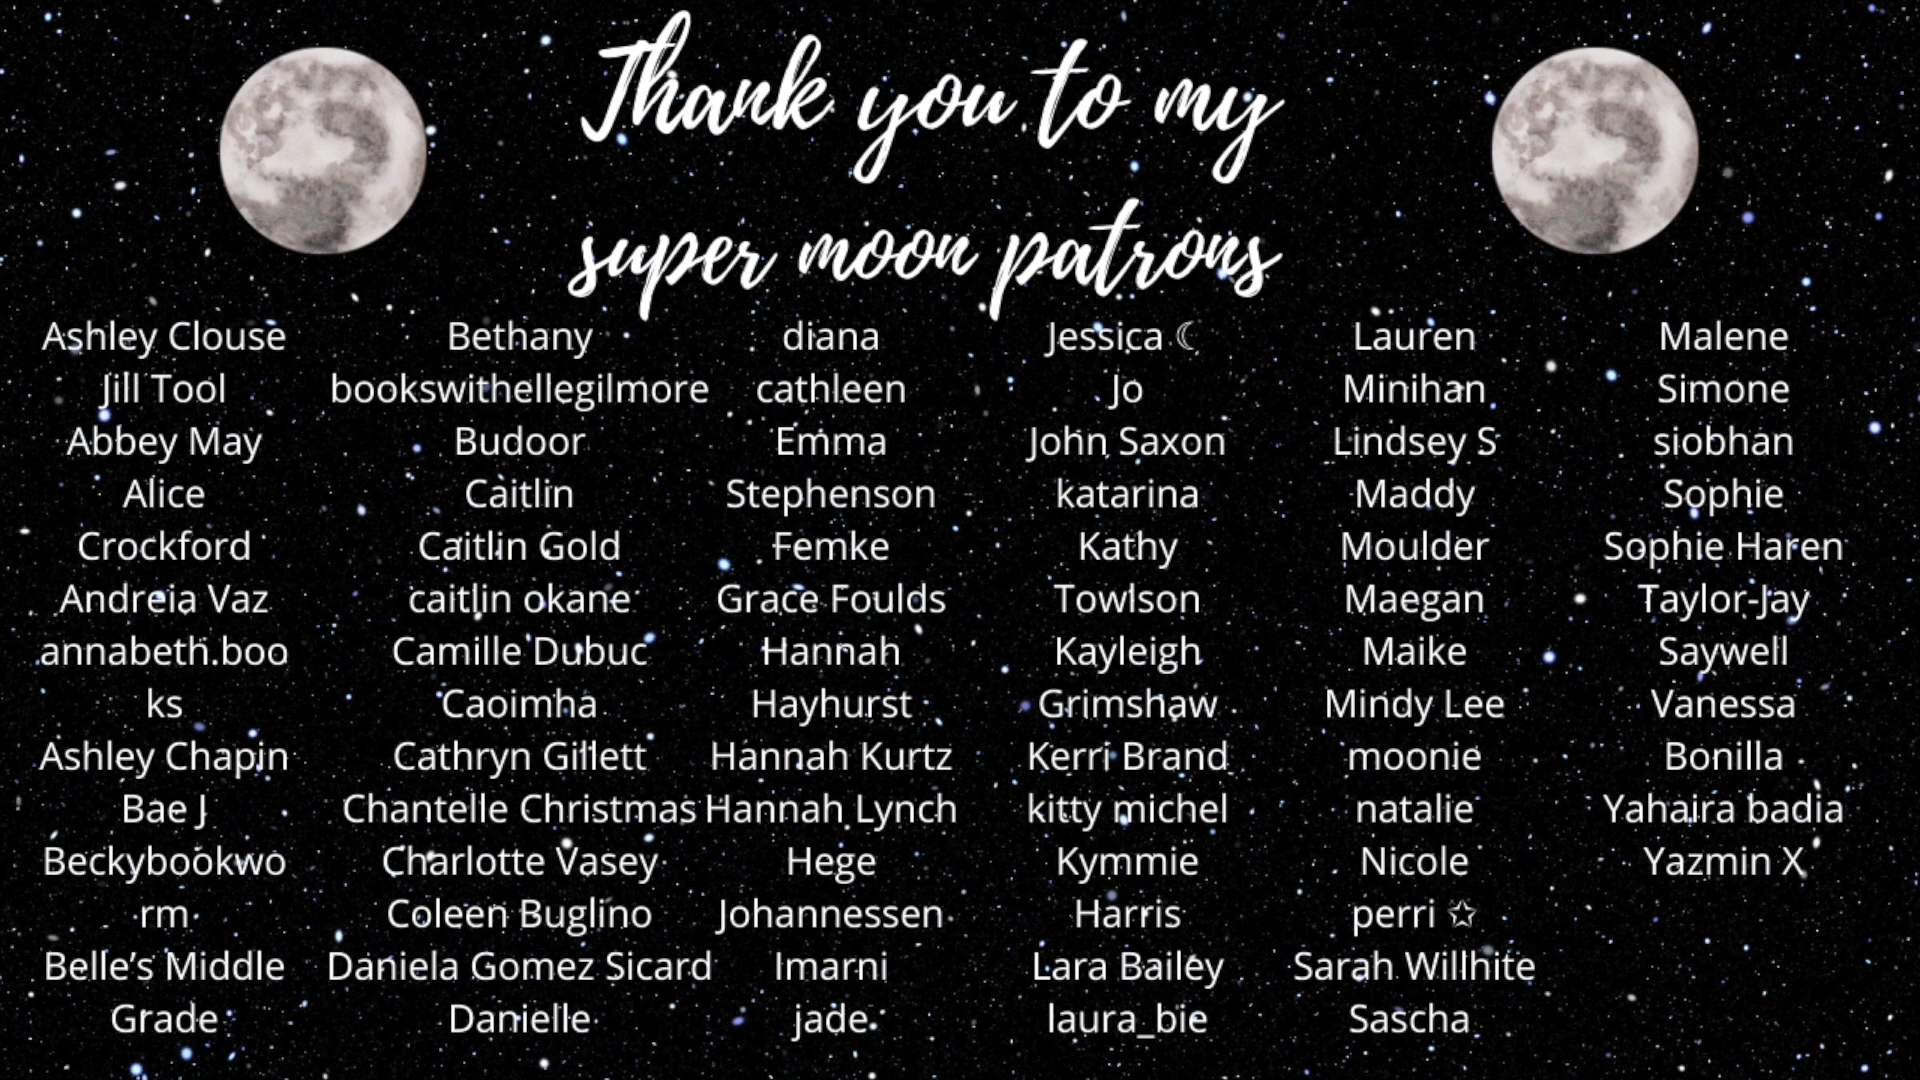 Thank you to my
super moon patrons
Ashley Clouse
Jill Tool
Abbey May
Alice
Crockford
Andreia Vaz
annabeth.boo
ks
Ashley Chapin
Bae J
Beckybookwo
rm
Belle’s Middle
Grade
Bethany
bookswithellegilmore
Budoor
Caitlin
Caitlin Gold
caitlin okane
Camille Dubuc
Caoimha
Cathryn Gillett
Chantelle Christmas
Charlotte Vasey
Coleen Buglino
Daniela Gomez Sicard
Danielle
diana
cathleen
Emma
Stephenson
Femke
Grace Foulds
Hannah
Hayhurst
Hannah Kurtz
Hannah Lynch
Hege
Johannessen
Imarni
jade
Jessica ☾
Jo
John Saxon
katarina
Kathy
Towlson
Kayleigh
Grimshaw
Kerri Brand
kitty michel
Kymmie
Harris
Lara Bailey
laura_bie
Lauren
Minihan
Lindsey S
Maddy
Moulder
Maegan
Maike
Mindy Lee
moonie
natalie
Nicole
perri ✩
Sarah Willhite
Sascha
Malene
Simone
siobhan
Sophie
Sophie Haren
Taylor-Jay
Saywell
Vanessa
Bonilla
Yahaira badia
Yazmin X